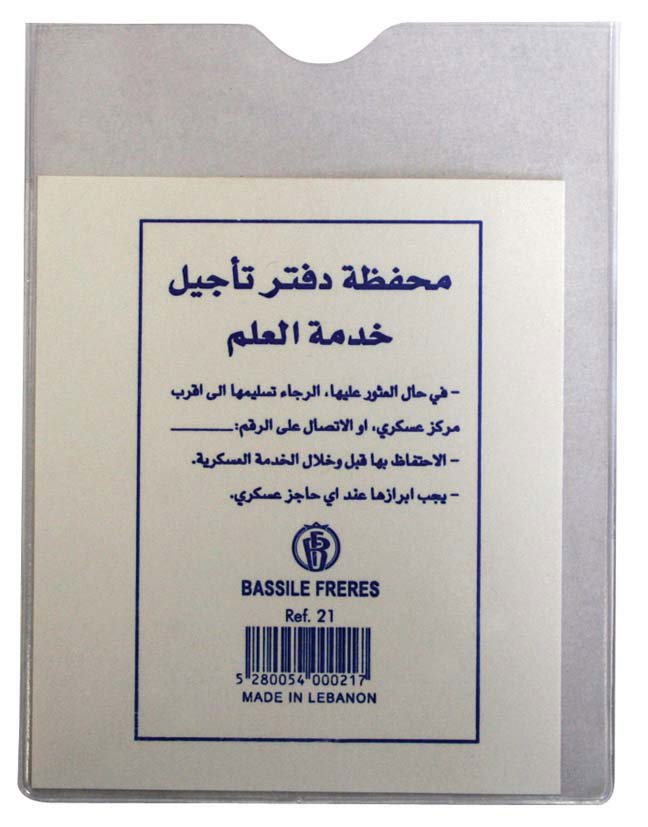 محفظة دفتر تأجيل
خدمة العلم
- في حال العثور عليها، الرجاء تسليمها الى اقرب
مركز عسكري، او الاتصال على الرقم:________
- الاحتفاظ بها قبل وخلال الخدمة العسكرية.
- يجب ابرازها عند اي حاجز عسكري.
BASSILE FRERES
Ref. 21
5 280054 000217
MADE IN LEBANON